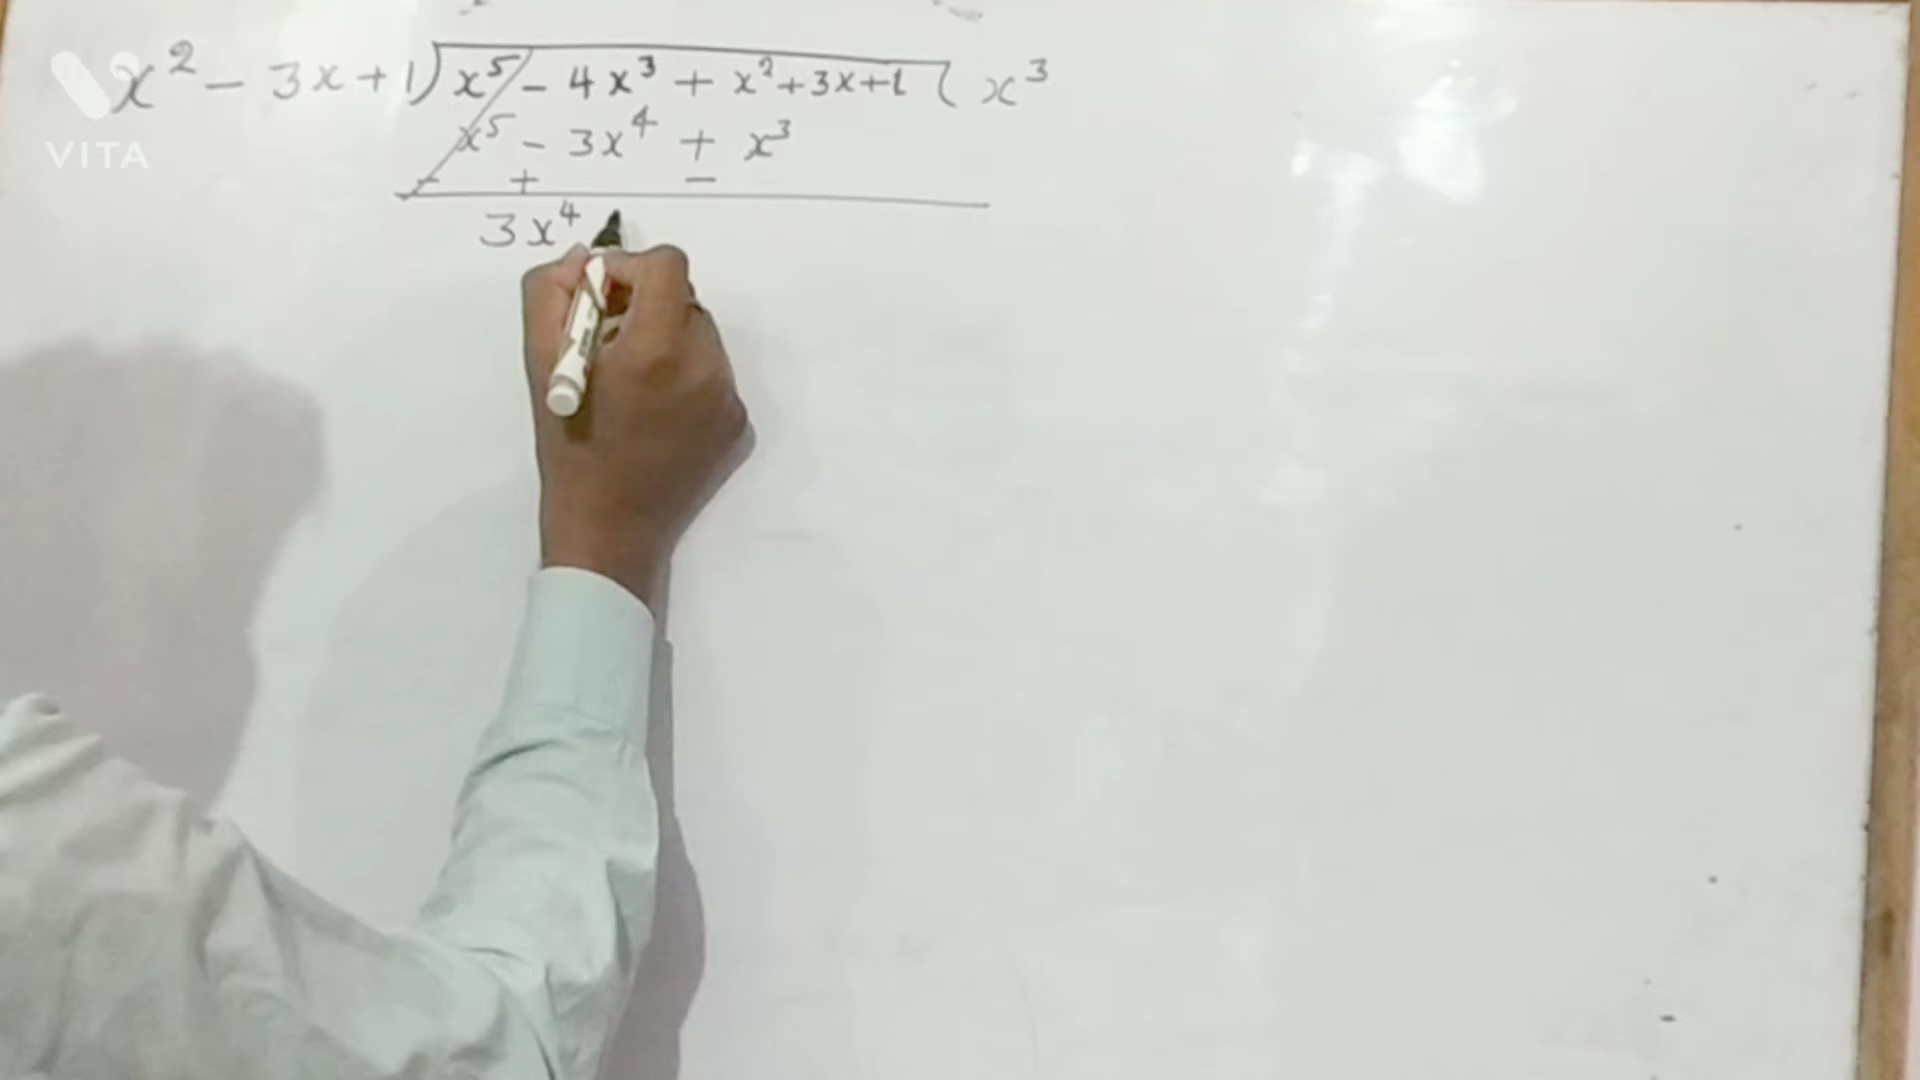 x² - 3x + 1) x⁵ - 4x³ + x² + 3x + 1 ( x³
x⁵ - 3x⁴ + x³
- + -
3x⁴
VITA